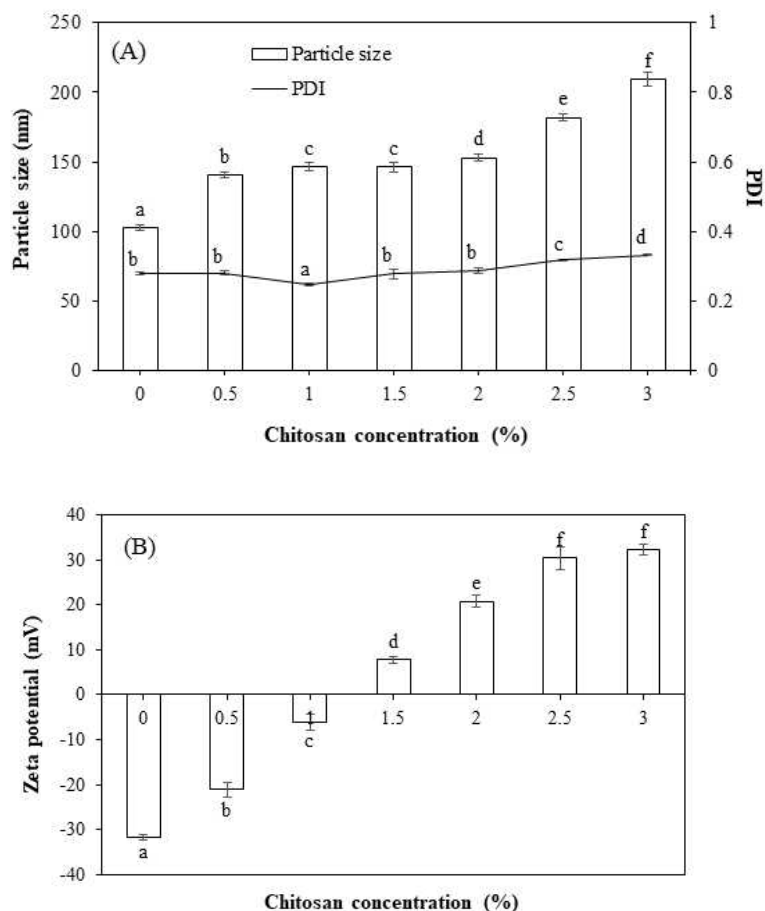 (A)
Particle size
PDI
250
200
150
100
50
0
Particle size (nm)
1
0.8
0.6
0.4
0.2
0
PDI
a
b
c
c
d
e
f
b
b
a
b
b
c
d
0 0.5 1 1.5 2 2.5 3
Chitosan concentration (%)
(B)
40
30
20
10
0
-10
-20
-30
-40
Zeta potential (mV)
a
b
c
d
e
f
f
0 0.5 1 1.5 2 2.5 3
Chitosan concentration (%)